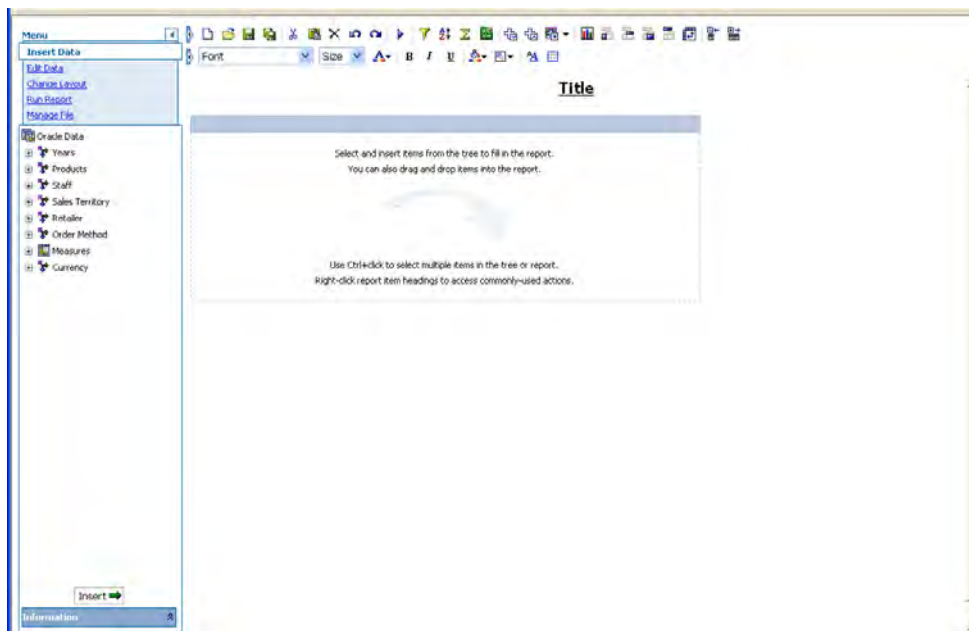 Menu
Insert Data
Edit Data
Change Layout
Run Report
Manage File
Oracle Data
Years
Products
Staff
Sales Territory
Retailer
Order Method
Measures
Currency
Insert
Information
Font
Size
A
B I U
Title
Select and insert items from the tree to fill in the report.
You can also drag and drop items into the report.
Use Ctrl+click to select multiple items in the tree or report.
Right-click report item headings to access commonly-used actions.